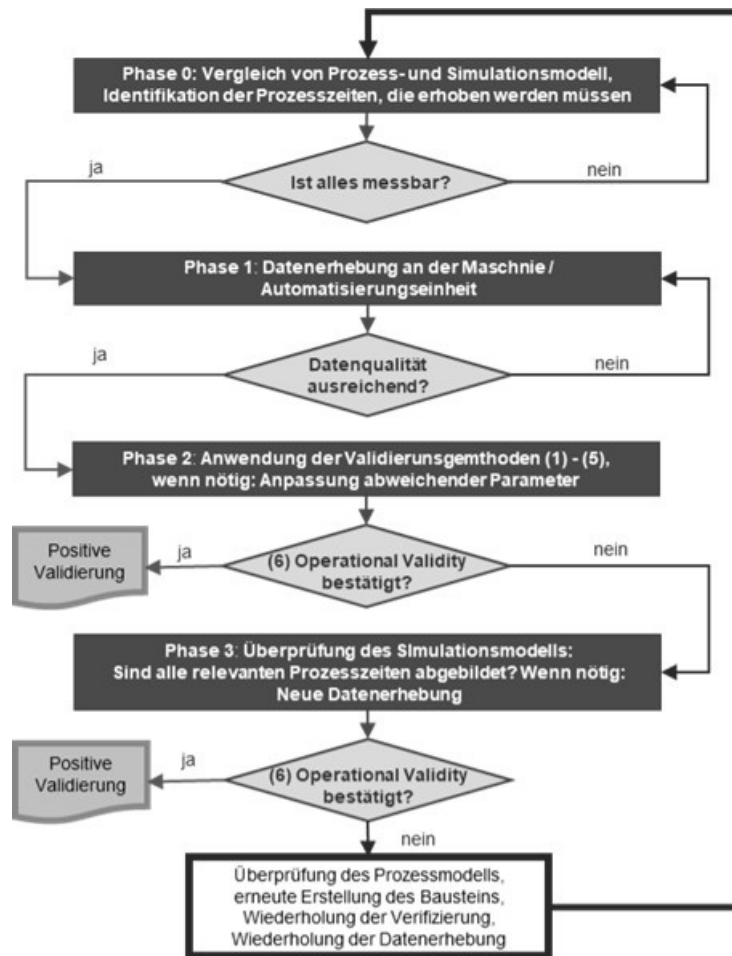 Phase 0: Vergleich von Prozess- und Simulationsmodell,
Identifikation der Prozesszeiten, die erhoben werden müssen
ja
Ist alles messbar?
nein
Phase 1: Datenerhebung an der Maschnie /
Automatisierungseinheit
ja
Datenqualität
ausreichend?
nein
Phase 2: Anwendung der Validierunsgemthoden (1) - (5),
wenn nötig: Anpassung abweichender Parameter
Positive
Validierung
ja
(6) Operational Validity
bestätigt?
nein
Phase 3: Überprüfung des SImulationsmodells:
Sind alle relevanten Prozesszeiten abgebildet? Wenn nötig:
Neue Datenerhebung
Positive
Validierung
ja
(6) Operational Validity
bestätigt?
nein
Überprüfung des Prozessmodells,
erneute Erstellung des Bausteins,
Wiederholung der Verifizierung,
Wiederholung der Datenerhebung